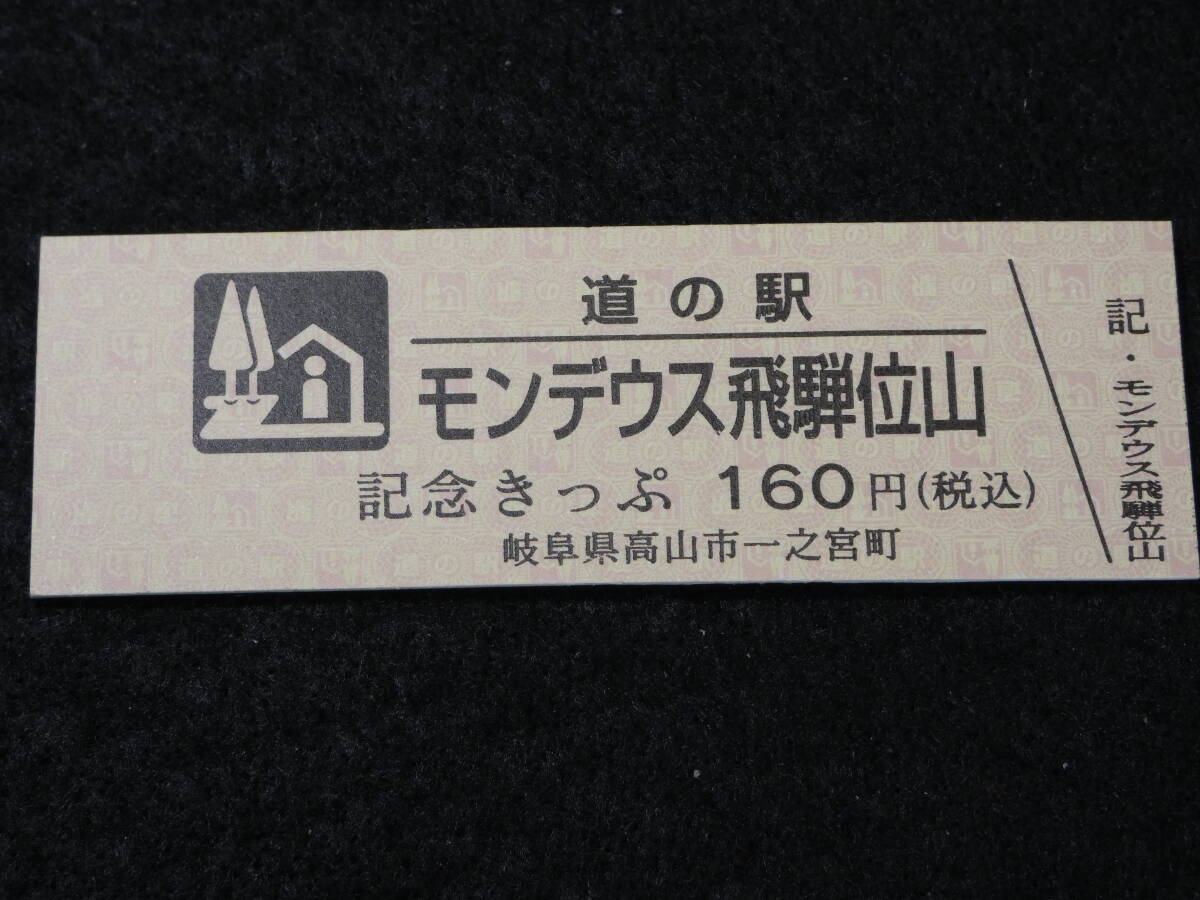 道の駅
モンデウス飛騨位山
記念きっぷ 160円(税込)
岐阜県高山市一之宮町
記・モンデウス飛騨位山